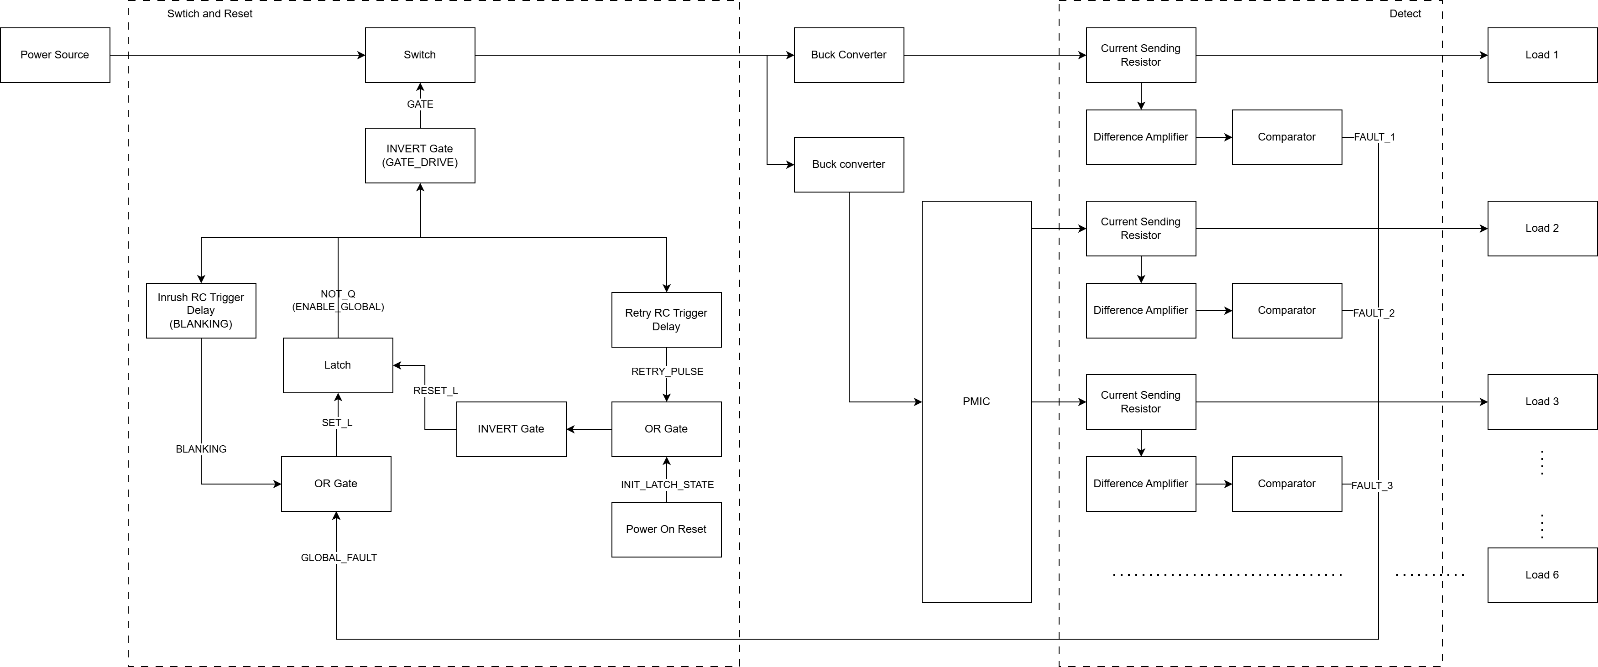 Swtich and Reset
Detect
Power Source
Switch
Buck Converter
Current Sending
Resistor
Load 1
GATE
INVERT Gate
(GATE_DRIVE)
Difference Amplifier
Comparator
FAULT_1
Buck converter
Current Sending
Resistor
Load 2
Inrush RC Trigger
Delay
(BLANKING)
NOT_Q
(ENABLE_GLOBAL)
Retry RC Trigger
Delay
Difference Amplifier
Comparator
FAULT_2
Latch
RETRY_PULSE
RESET_L
PMIC
Current Sending
Resistor
Load 3
SET_L
INVERT Gate
OR Gate
BLANKING
OR Gate
INIT_LATCH_STATE
Difference Amplifier
Comparator
FAULT_3
Power On Reset
GLOBAL_FAULT
Load 6